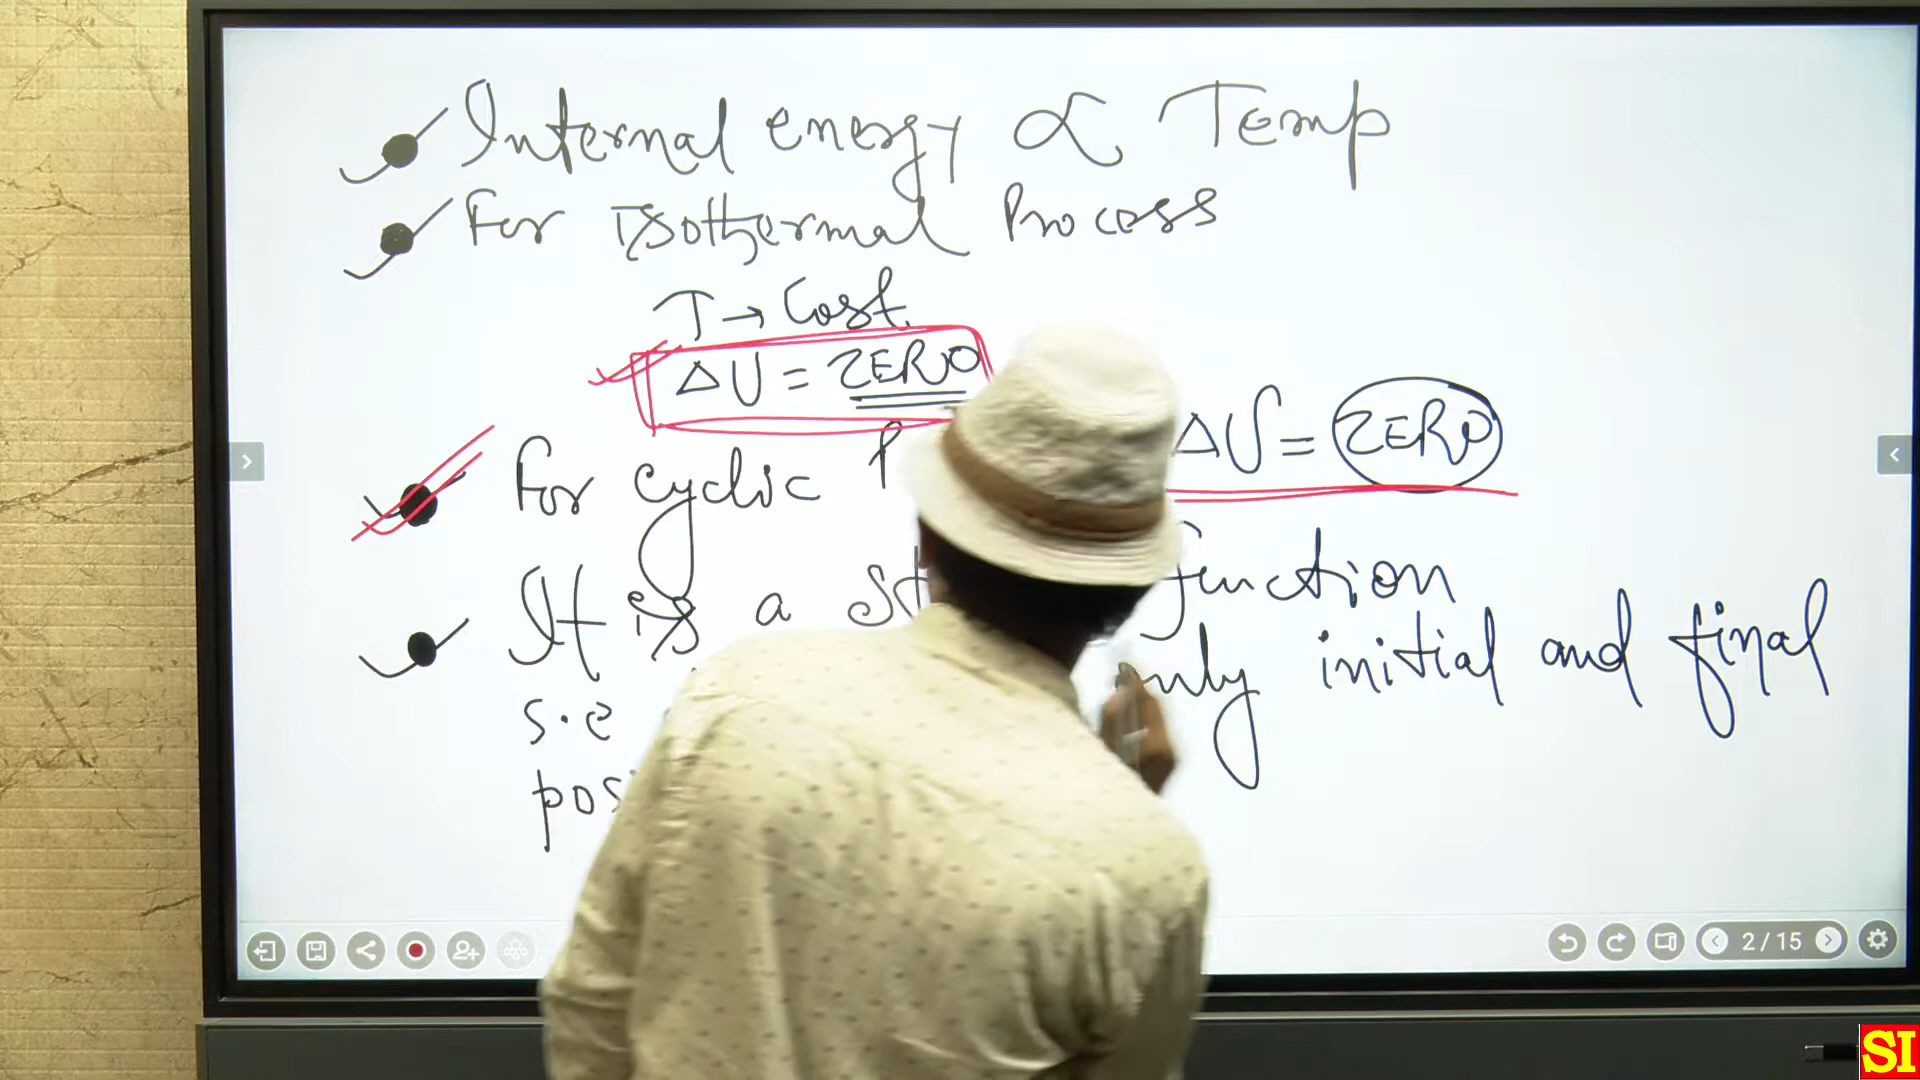 Internal energy ∝ Temp
For isothermal Process
T → Cost.
ΔU = ZERO
For cyclic P ΔU = ZERO
It is a st function
s.e only initial and final
pos
2/15
SI